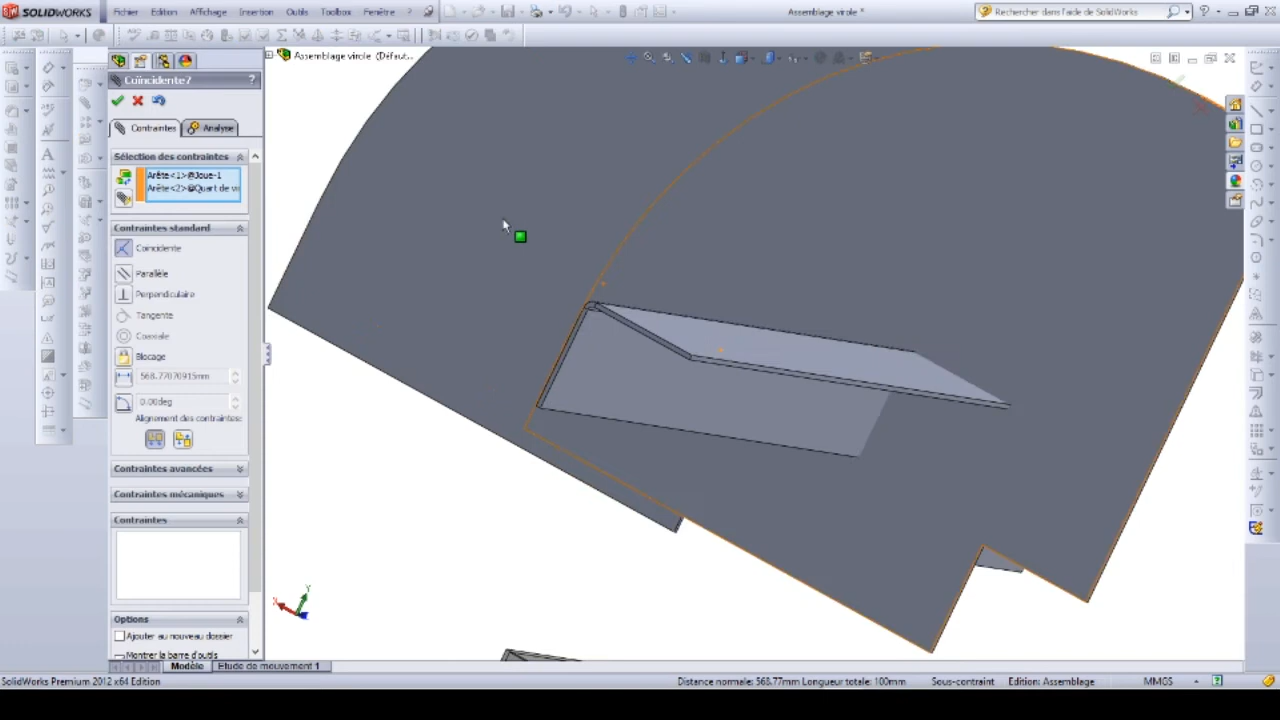 SOLIDWORKS
Fichier Edition Affichage Insertion Outils Toolbox Fenêtre ?
Assemblage virole *
Rechercher dans l'aide de SolidWorks
Assemblage virole (Défaut...
Coïncidente7
?
Contraintes
Analyse
Sélection des contraintes
Arête<1>@Joue-1
Arête<2>@Quart de vi
Contraintes standard
Coïncidente
Parallèle
Perpendiculaire
Tangente
Coaxiale
Blocage
568.77070915mm
0.00deg
Alignement des contraintes:
Contraintes avancées
Contraintes mécaniques
Contraintes
Options
Ajouter au nouveau dossier
Montrer la barre d'outils
Y
X
Modèle
Etude de mouvement 1
SolidWorks Premium 2012 x64 Edition
Distance normale: 568.77mm Longueur totale: 100mm
Sous-contraint
Edition: Assemblage
MMGS
?